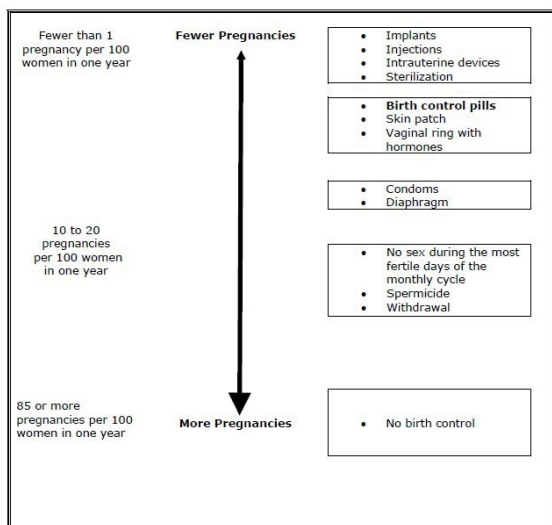 Fewer than 1
pregnancy per 100
women in one year
Fewer Pregnancies
• Implants
• Injections
• Intrauterine devices
• Sterilization
• Birth control pills
• Skin patch
• Vaginal ring with
hormones
• Condoms
• Diaphragm
10 to 20
pregnancies
per 100 women
in one year
• No sex during the most
fertile days of the
monthly cycle
• Spermicide
• Withdrawal
85 or more
pregnancies per 100
women in one year
More Pregnancies
• No birth control